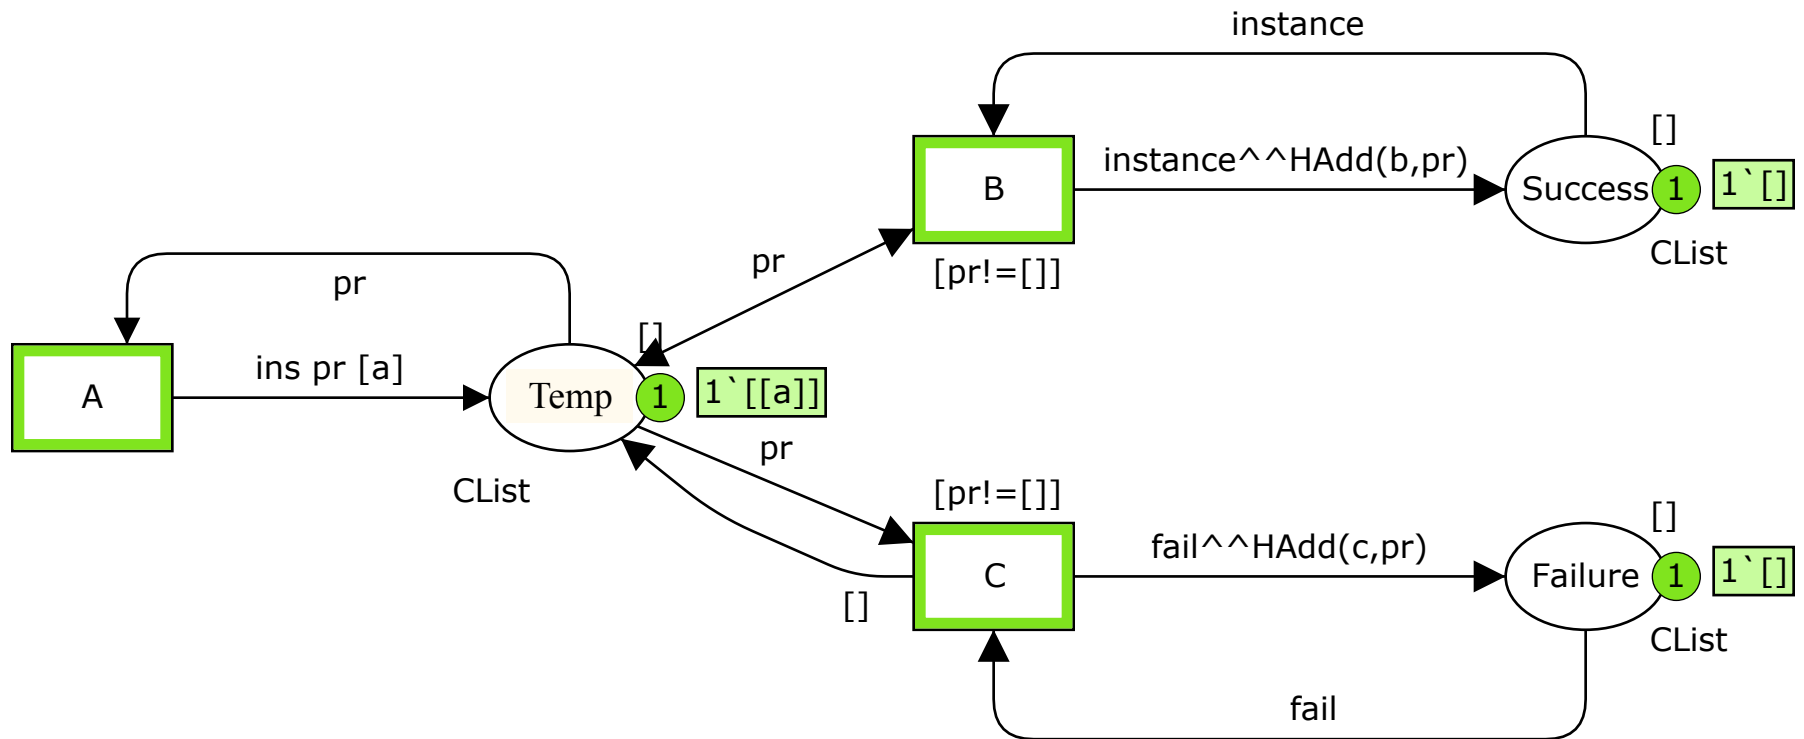 instance
[]
B
instance^^HAdd(b,pr)
Success
1
1`[]
CList
pr
[pr!=[]]
pr
[]
A
ins pr [a]
Temp
1
1`[[a]]
pr
CList
[pr!=[]]
[]
C
fail^^HAdd(c,pr)
Failure
1
1`[]
[]
CList
fail